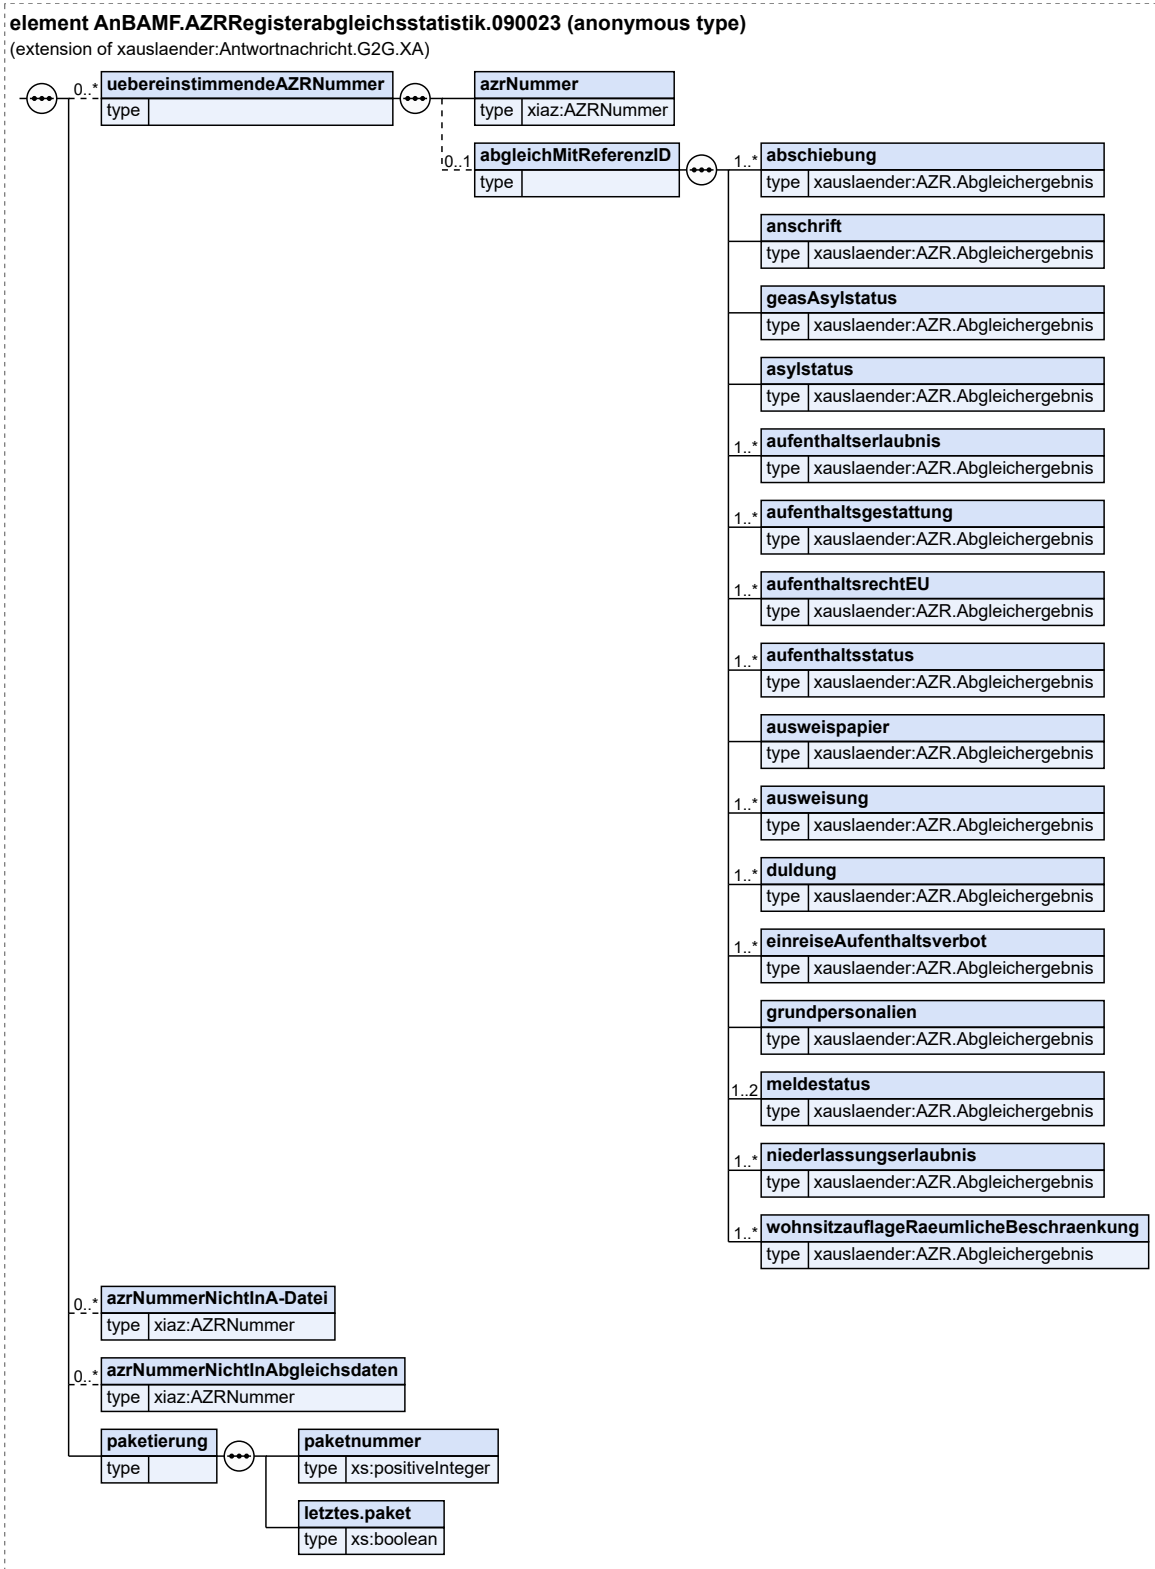 element AnBAMF.AZRRegisterabgleichsstatistik.090023 (anonymous type)
(extension of xauslaender:Antwortnachricht.G2G.XA)
0..* uebereinstimmendeAZRNummer
type
azrNummer
type xiaz:AZRNummer
0..1 abgleichMitReferenzID
type
1..* abschiebung
type xauslaender:AZR.Abgleichergebnis
anschrift
type xauslaender:AZR.Abgleichergebnis
geasAsylstatus
type xauslaender:AZR.Abgleichergebnis
asylstatus
type xauslaender:AZR.Abgleichergebnis
1..* aufenthaltserlaubnis
type xauslaender:AZR.Abgleichergebnis
1..* aufenthaltsgestattung
type xauslaender:AZR.Abgleichergebnis
1..* aufenthaltsrechtEU
type xauslaender:AZR.Abgleichergebnis
1..* aufenthaltsstatus
type xauslaender:AZR.Abgleichergebnis
ausweispapier
type xauslaender:AZR.Abgleichergebnis
1..* ausweisung
type xauslaender:AZR.Abgleichergebnis
1..* duldung
type xauslaender:AZR.Abgleichergebnis
1..* einreiseAufenthaltsverbot
type xauslaender:AZR.Abgleichergebnis
grundpersonalien
type xauslaender:AZR.Abgleichergebnis
1..2 meldestatus
type xauslaender:AZR.Abgleichergebnis
1..* niederlassungserlaubnis
type xauslaender:AZR.Abgleichergebnis
1..* wohnsitzauflageRaeumlicheBeschraenkung
type xauslaender:AZR.Abgleichergebnis
0..* azrNummerNichtInA-Datei
type xiaz:AZRNummer
0..* azrNummerNichtInAbgleichsdaten
type xiaz:AZRNummer
paketierung
type
paketnummer
type xs:positiveInteger
letztes.paket
type xs:boolean